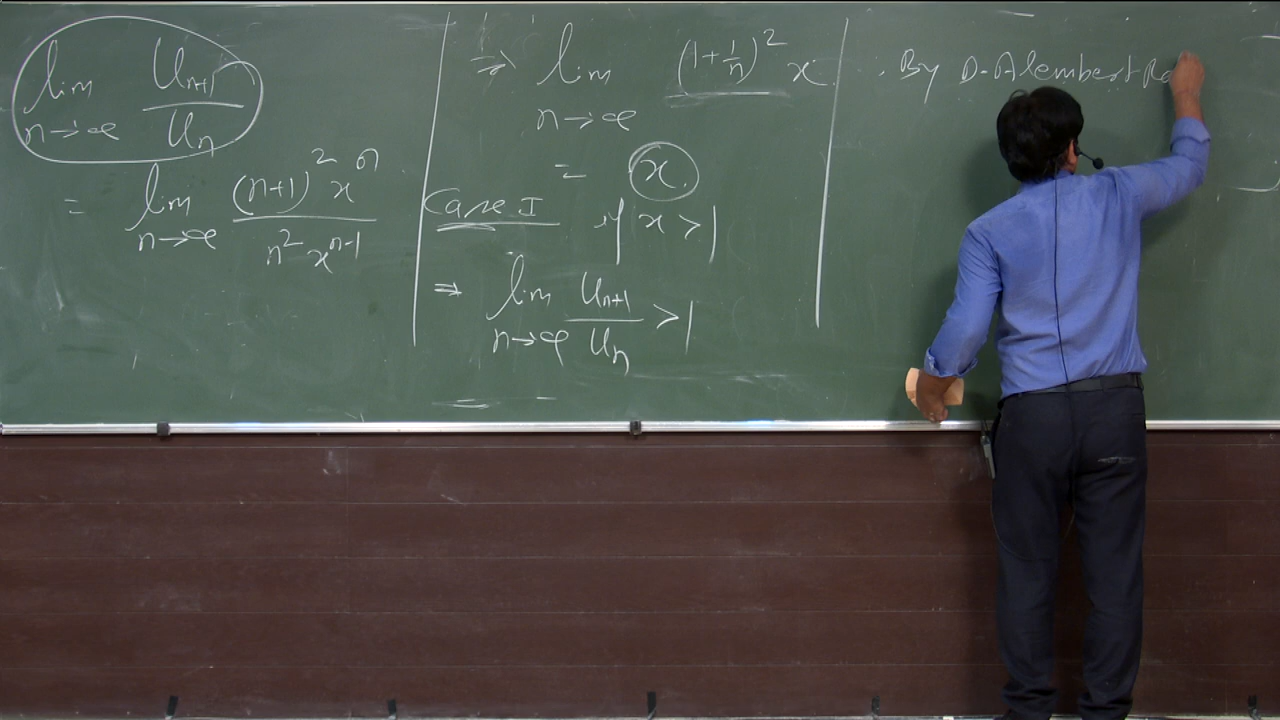 lim Un+1 / Un
n→∞
= lim (n+1)² xⁿ / n² xⁿ⁻¹
n→∞
⇒ lim (1+1/n)² x
n→∞
= x.
Case I if x > 1
⇒ lim Un+1 / Un > 1
n→∞
∴ By D-Alembert Ra